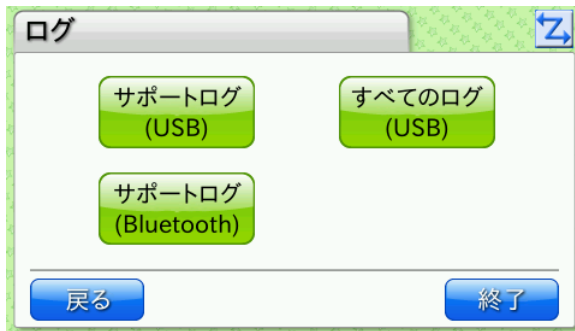 ログ
サポートログ
(USB)
すべてのログ
(USB)
サポートログ
(Bluetooth)
戻る
終了